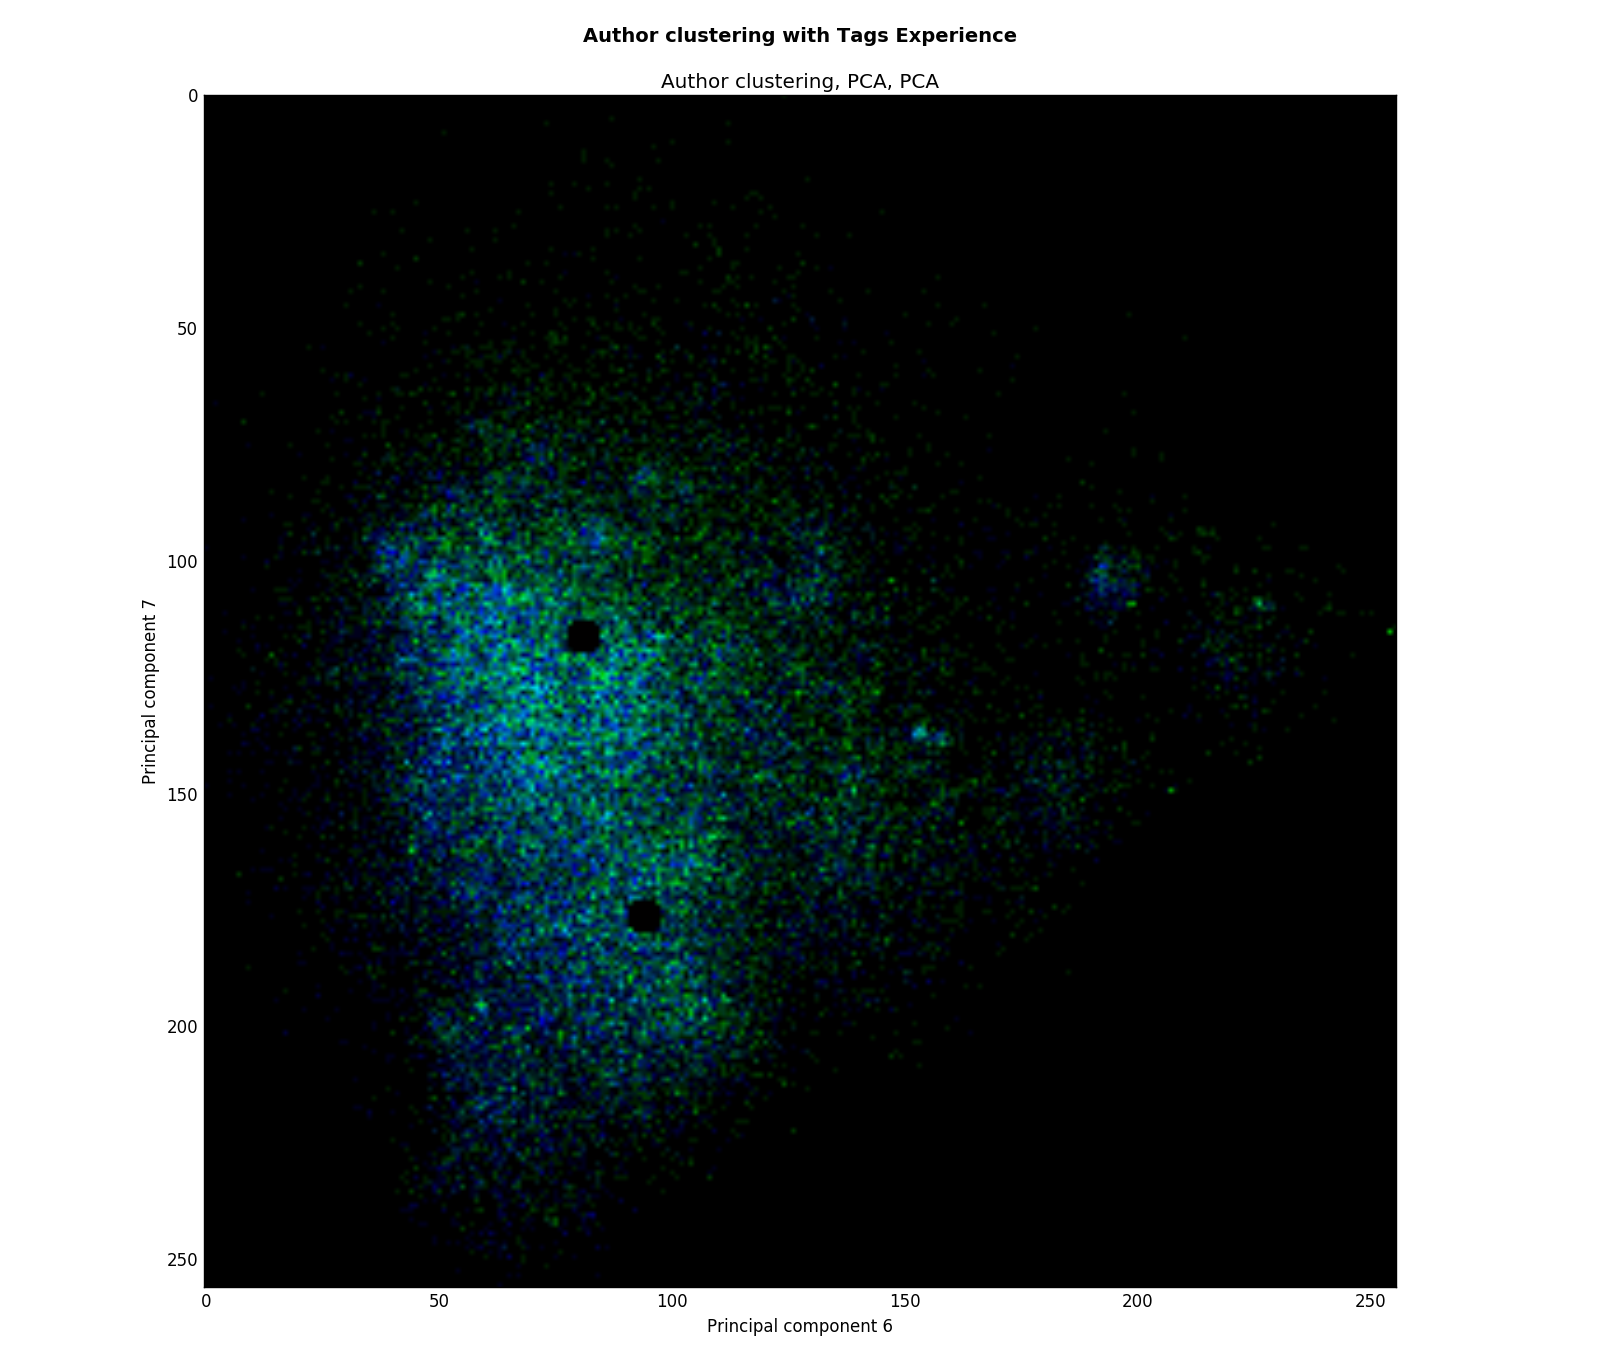 Author clustering with Tags Experience
Author clustering, PCA, PCA
0
50
100
150
200
250
Principal component 7
0 50 100 150 200 250
Principal component 6